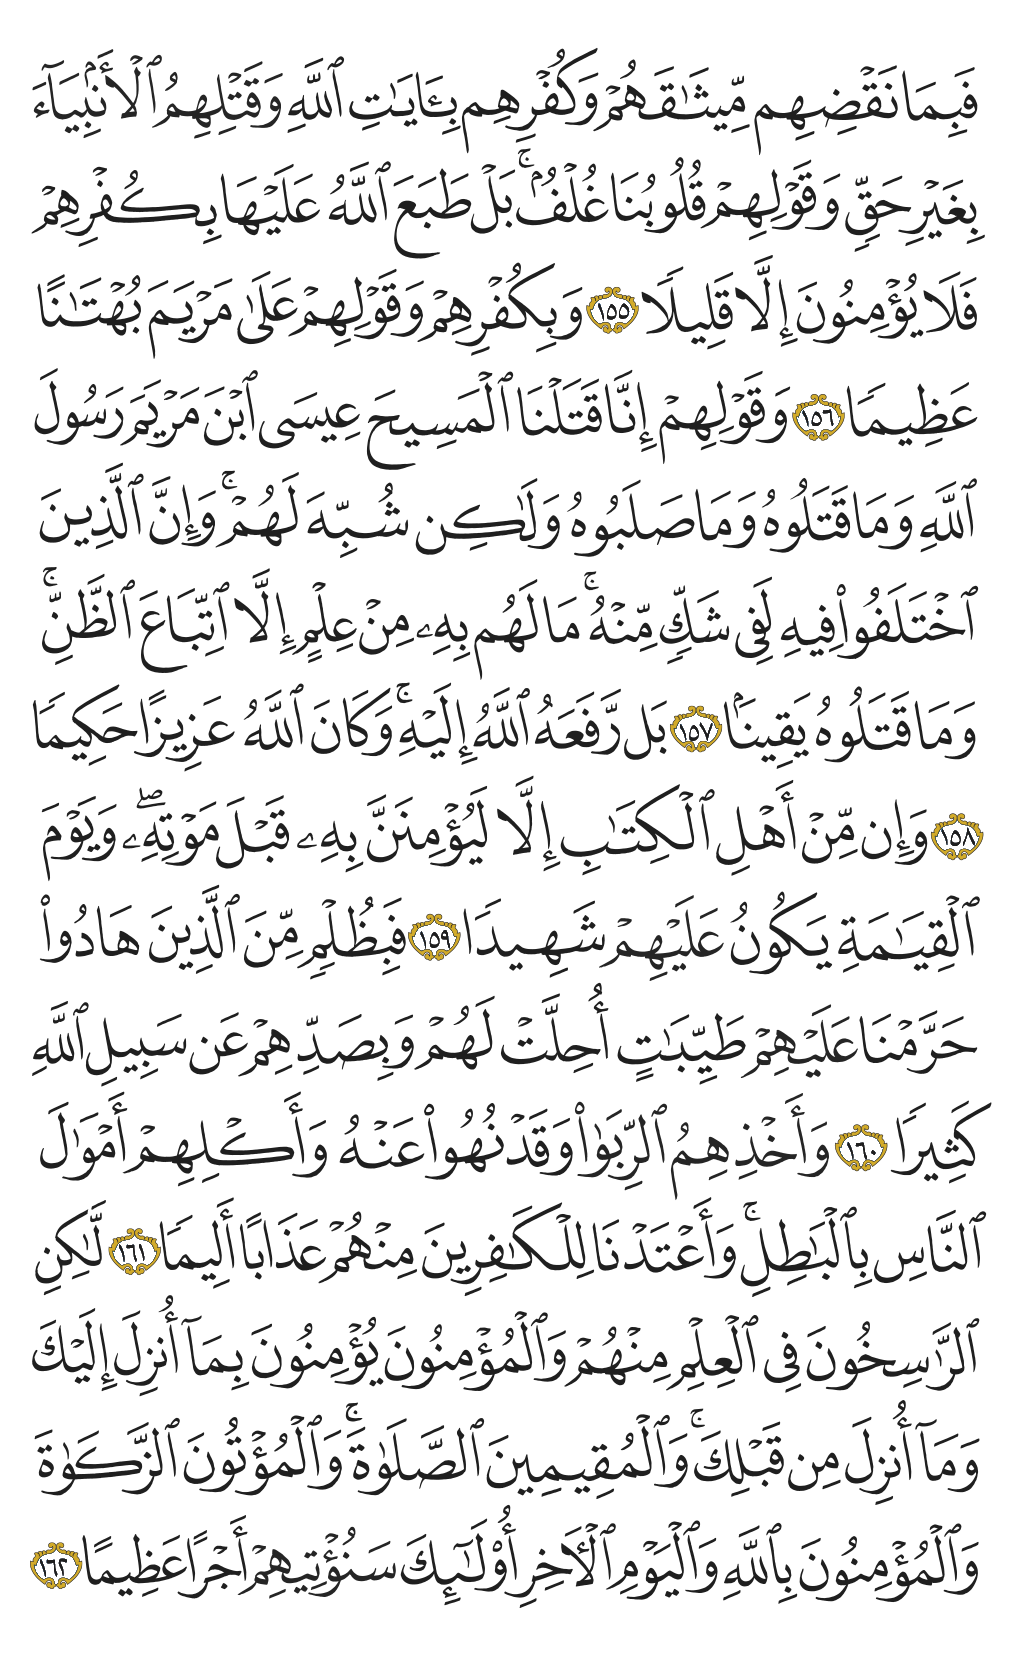 فَبِمَا نَقْضِهِم مِّيثَٰقَهُمْ وَكُفْرِهِم بِـَٔايَٰتِ ٱللَّهِ وَقَتْلِهِمُ ٱلْأَنۢبِيَآءَ
بِغَيْرِ حَقٍّ وَقَوْلِهِمْ قُلُوبُنَا غُلْفٌۢ ۚ بَلْ طَبَعَ ٱللَّهُ عَلَيْهَا بِكُفْرِهِمْ
فَلَا يُؤْمِنُونَ إِلَّا قَلِيلًا ١٥٥ وَبِكُفْرِهِمْ وَقَوْلِهِمْ عَلَىٰ مَرْيَمَ بُهْتَٰنًا
عَظِيمًا ١٥٦ وَقَوْلِهِمْ إِنَّا قَتَلْنَا ٱلْمَسِيحَ عِيسَى ٱبْنَ مَرْيَمَ رَسُولَ
ٱللَّهِ وَمَا قَتَلُوهُ وَمَا صَلَبُوهُ وَلَٰكِن شُبِّهَ لَهُمْ ۚ وَإِنَّ ٱلَّذِينَ
ٱخْتَلَفُوا۟ فِيهِ لَفِى شَكٍّ مِّنْهُ ۚ مَا لَهُم بِهِۦ مِنْ عِلْمٍ إِلَّا ٱتِّبَاعَ ٱلظَّنِّ ۚ
وَمَا قَتَلُوهُ يَقِينًۢا ١٥٧ بَل رَّفَعَهُ ٱللَّهُ إِلَيْهِ ۚ وَكَانَ ٱللَّهُ عَزِيزًا حَكِيمًا
١٥٨ وَإِن مِّنْ أَهْلِ ٱلْكِتَٰبِ إِلَّا لَيُؤْمِنَنَّ بِهِۦ قَبْلَ مَوْتِهِۦ ۖ وَيَوْمَ
ٱلْقِيَٰمَةِ يَكُونُ عَلَيْهِمْ شَهِيدًا ١٥٩ فَبِظُلْمٍ مِّنَ ٱلَّذِينَ هَادُوا۟
حَرَّمْنَا عَلَيْهِمْ طَيِّبَٰتٍ أُحِلَّتْ لَهُمْ وَبِصَدِّهِمْ عَن سَبِيلِ ٱللَّهِ
كَثِيرًا ١٦٠ وَأَخْذِهِمُ ٱلرِّبَوٰا۟ وَقَدْ نُهُوا۟ عَنْهُ وَأَكْلِهِمْ أَمْوَٰلَ
ٱلنَّاسِ بِٱلْبَٰطِلِ ۚ وَأَعْتَدْنَا لِلْكَٰفِرِينَ مِنْهُمْ عَذَابًا أَلِيمًا ١٦١ لَّٰكِنِ
ٱلرَّٰسِخُونَ فِى ٱلْعِلْمِ مِنْهُمْ وَٱلْمُؤْمِنُونَ يُؤْمِنُونَ بِمَآ أُنزِلَ إِلَيْكَ
وَمَآ أُنزِلَ مِن قَبْلِكَ ۚ وَٱلْمُقِيمِينَ ٱلصَّلَوٰةَ ۚ وَٱلْمُؤْتُونَ ٱلزَّكَوٰةَ
وَٱلْمُؤْمِنُونَ بِٱللَّهِ وَٱلْيَوْمِ ٱلْـَٔاخِرِ أُو۟لَٰٓئِكَ سَنُؤْتِيهِمْ أَجْرًا عَظِيمًا ١٦٢